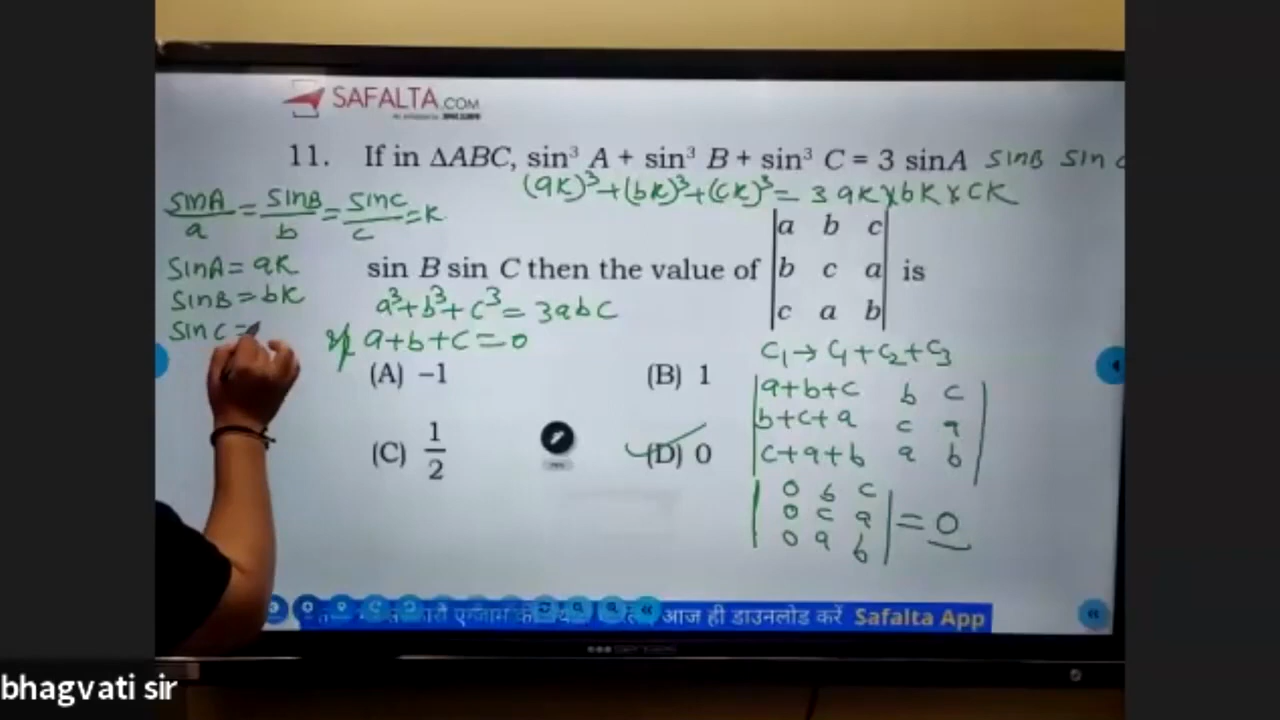 SAFALTA.COM
11. If in ΔABC, sin³ A + sin³ B + sin³ C = 3 sinA sinB sin c
(ak)³+(bk)³+(ck)³= 3 ak×bk×ck
sinA/a = sinB/b = sinc/c = k
sinA = ak
sinB = bk
sin c =
sin B sin C then the value of |a b c| is
|b c a|
|c a b|
a³+b³+c³ = 3abc
a+b+c=0
(A) –1
(B) 1
(C) 1/2
(D) 0
C₁→ C₁+C₂+C₃
|a+b+c b c|
|b+c+a c a|
|c+a+b a b|
|0 b c|
|0 c a| = 0
|0 a b|
आज ही डाउनलोड करें Safalta App
bhagvati sir